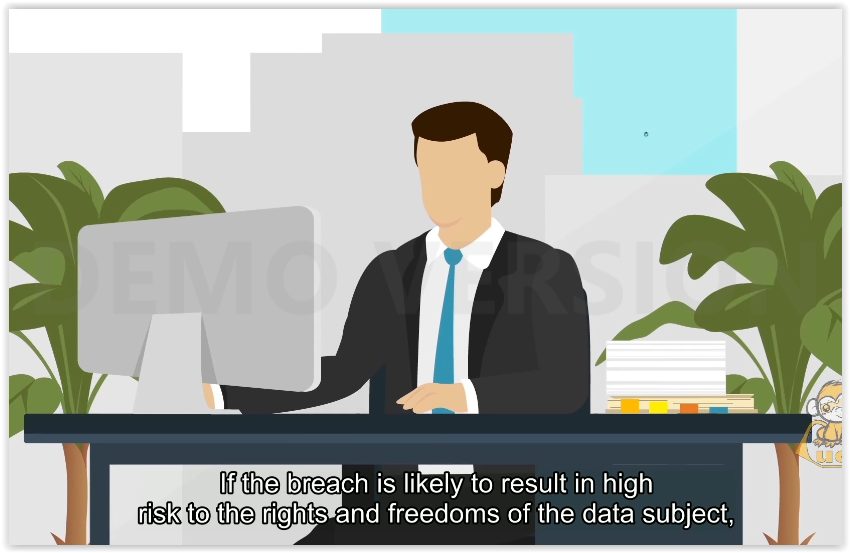 DEMO VERSION
If the breach is likely to result in high
risk to the rights and freedoms of the data subject,